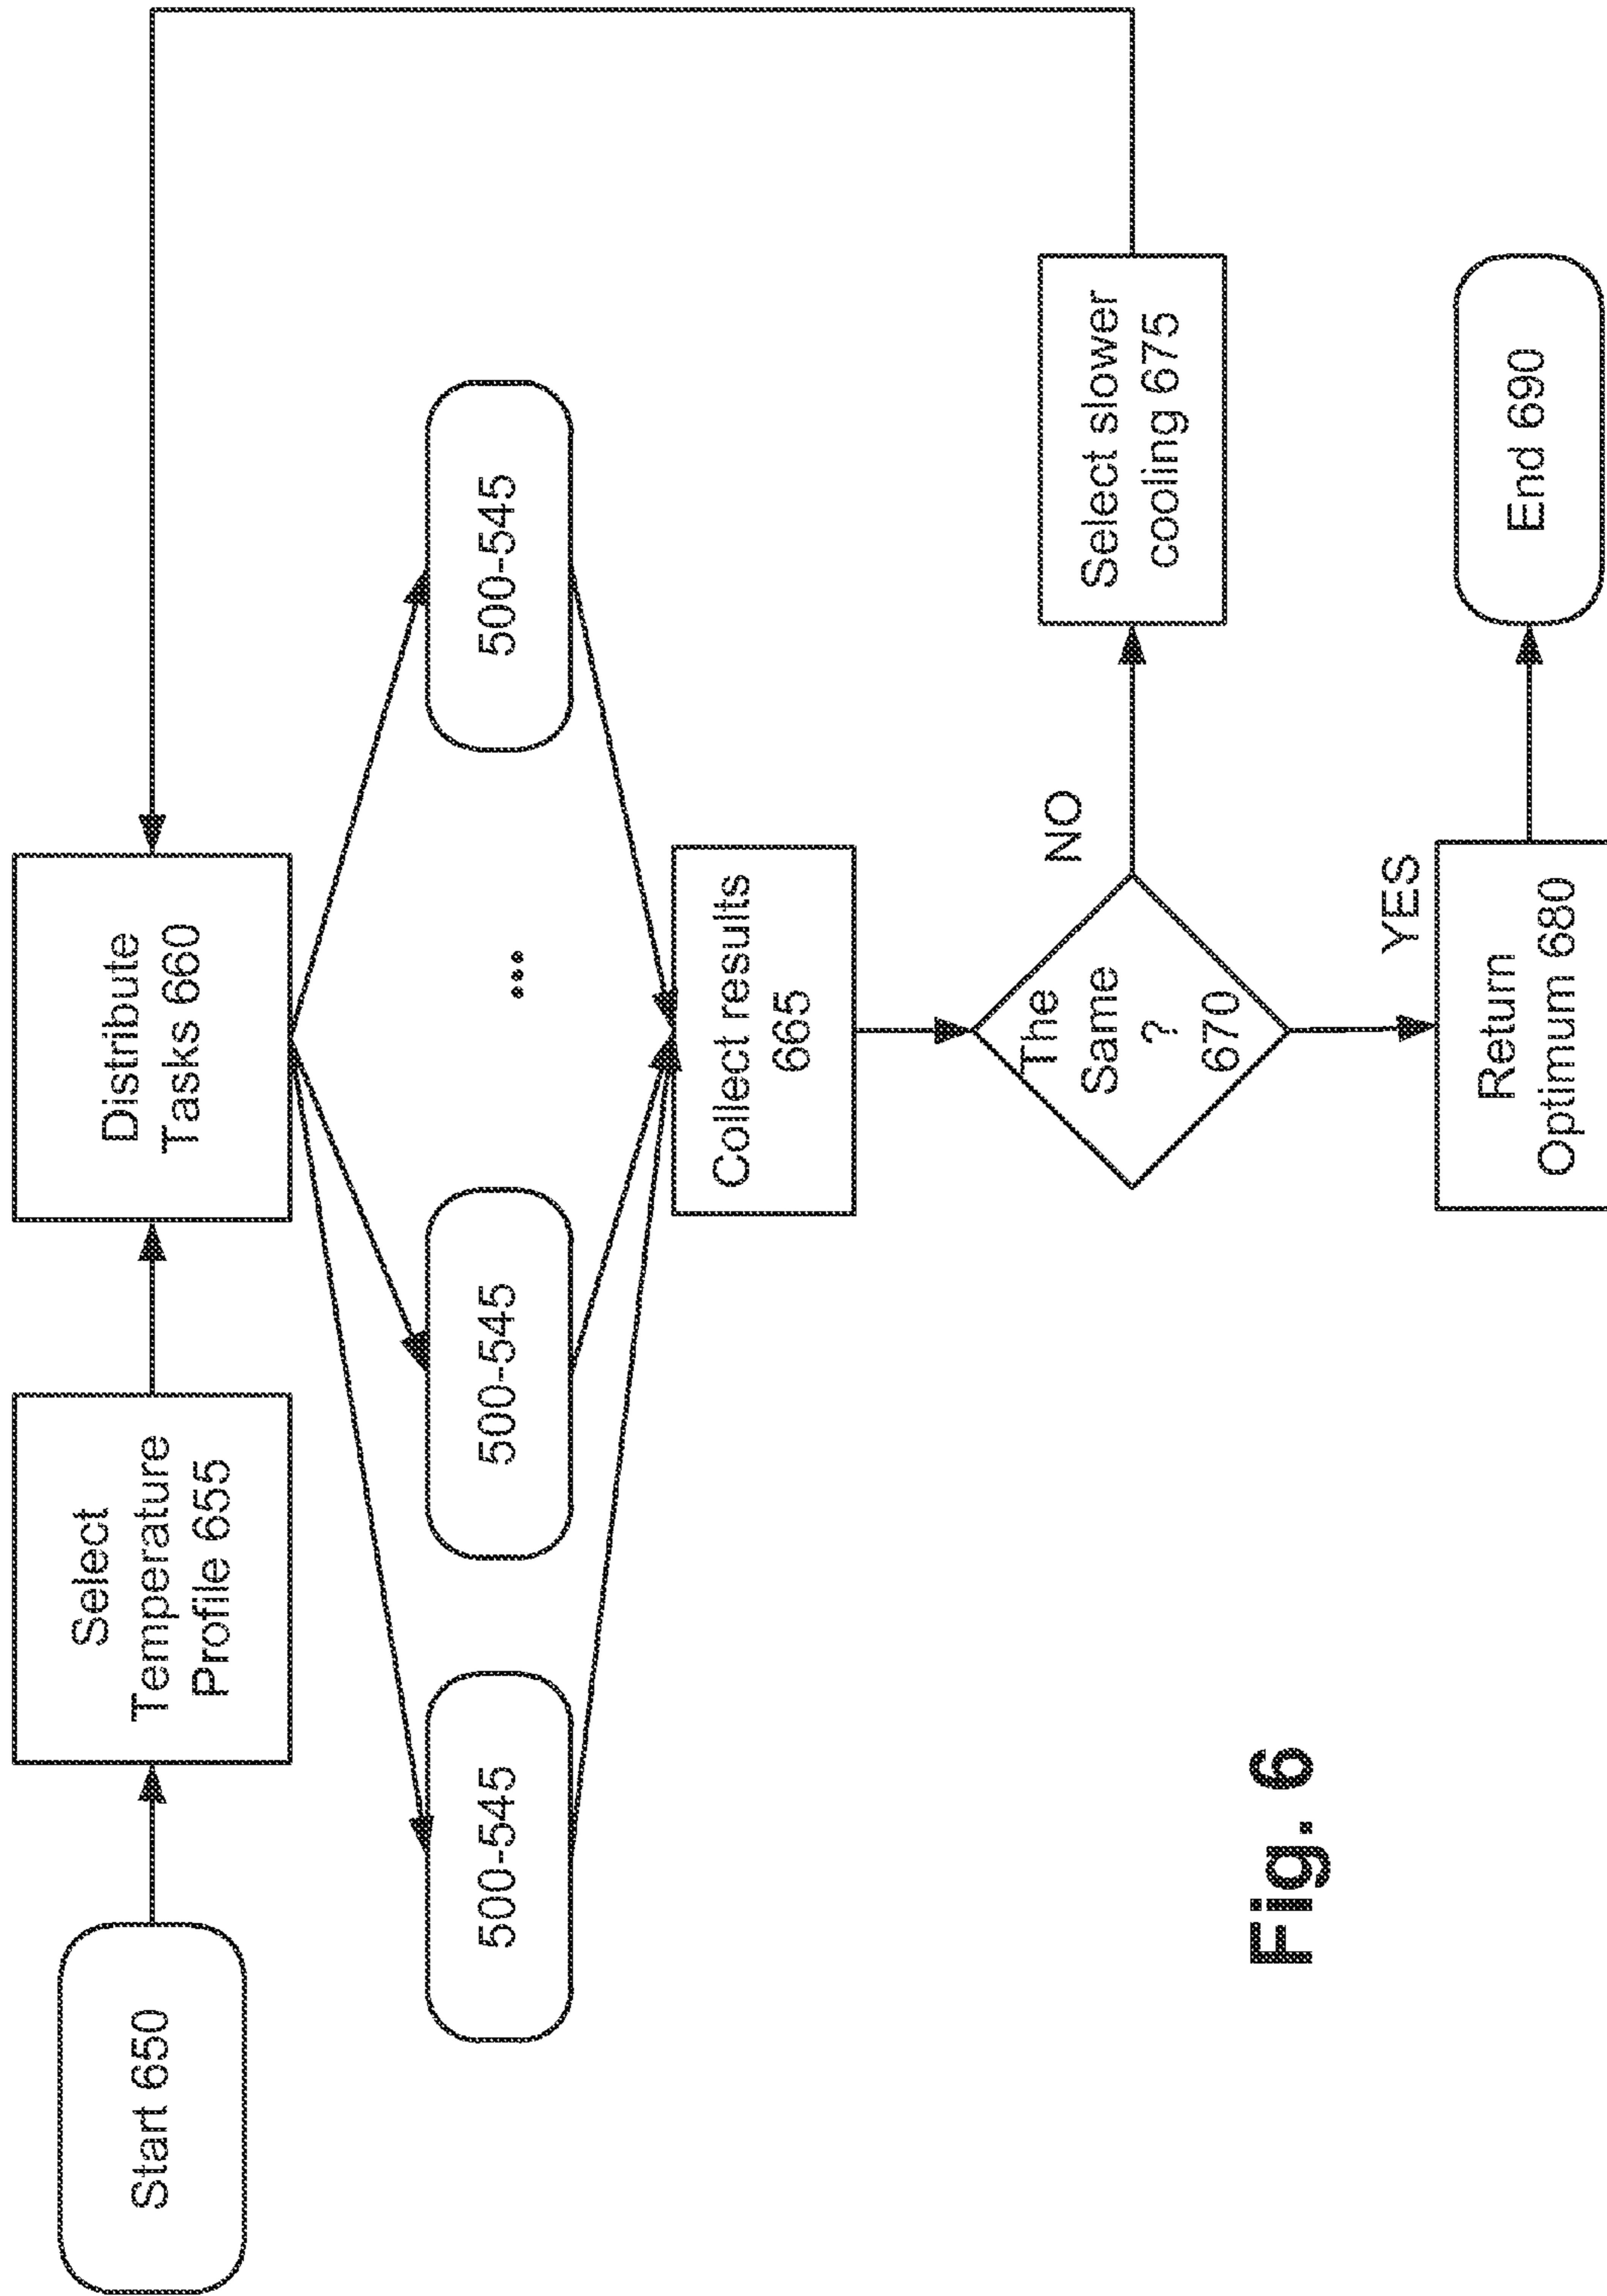 Start 650
Select
Temperature
Profile 655
Distribute
Tasks 660
500-545
500-545
...
500-545
Collect results
665
The
Same
?
670
NO
Select slower
cooling 675
YES
Return
Optimum 680
End 690
Fig. 6